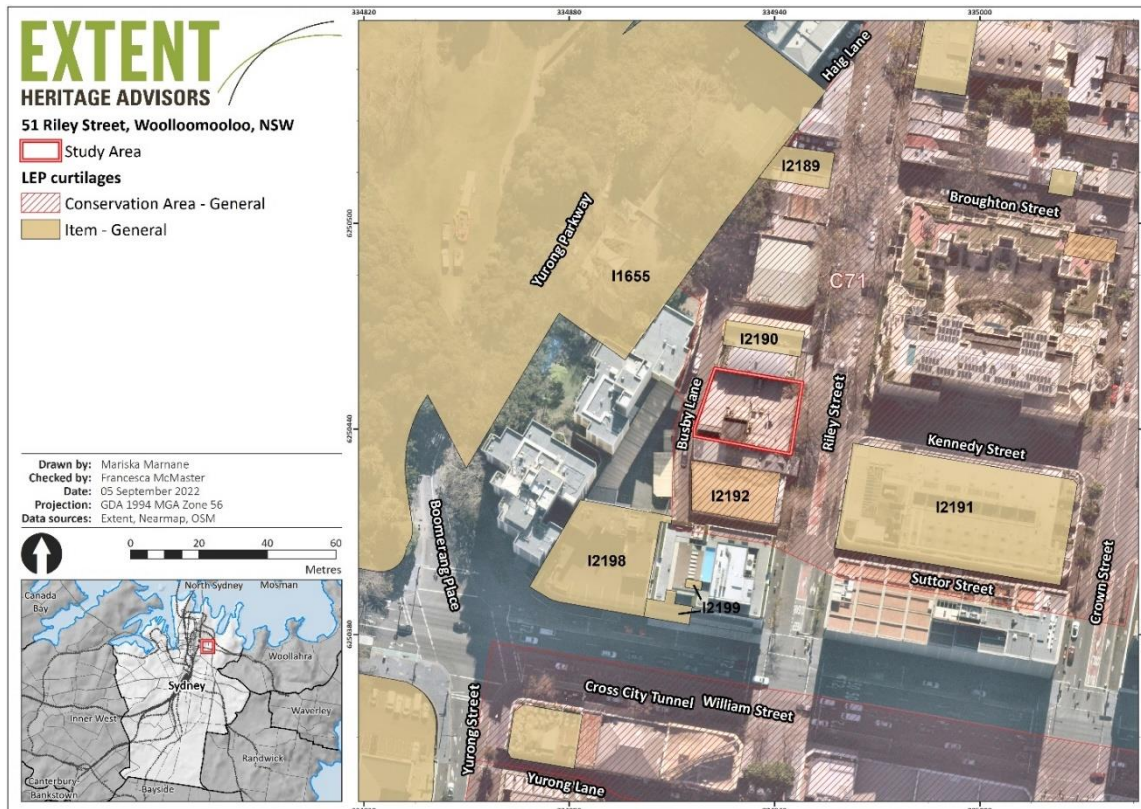 EXTENT
HERITAGE ADVISORS
51 Riley Street, Woolloomooloo, NSW
Study Area
LEP curtilages
Conservation Area - General
Item - General
Drawn by: Mariska Marnane
Checked by: Francesca McMaster
Date: 05 September 2022
Projection: GDA 1994 MGA Zone 56
Data sources: Extent, Nearmap, OSM
0 20 40 60
Metres
North Sydney
Mosman
Canada Bay
Woollahra
Sydney
Inner West
Waverley
Randwick
Canterbury-Bankstown
Bayside
334820
334880
334940
335000
6250500
6250440
6250380
Haig Lane
I2189
Broughton Street
Yurong Parkway
I1655
C71
I2190
Busby Lane
Riley Street
Kennedy Street
I2192
I2191
Boomerang Place
I2198
I2199
Suttor Street
Crown Street
Cross City Tunnel William Street
Yurong Street
Yurong Lane